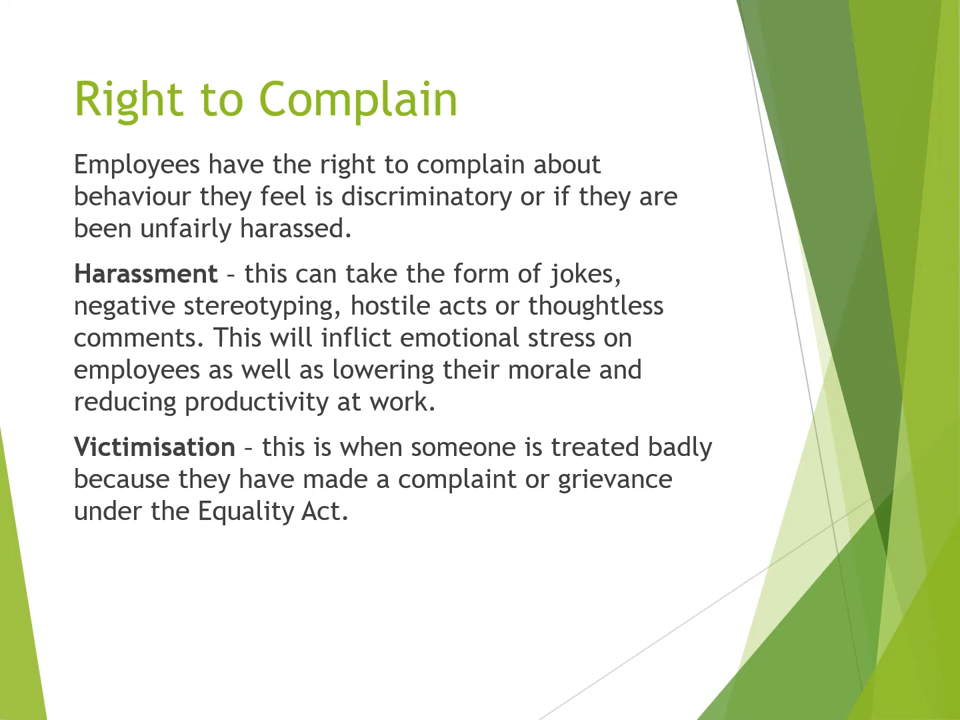 Right to Complain
Employees have the right to complain about
behaviour they feel is discriminatory or if they are
been unfairly harassed.
Harassment – this can take the form of jokes,
negative stereotyping, hostile acts or thoughtless
comments. This will inflict emotional stress on
employees as well as lowering their morale and
reducing productivity at work.
Victimisation – this is when someone is treated badly
because they have made a complaint or grievance
under the Equality Act.